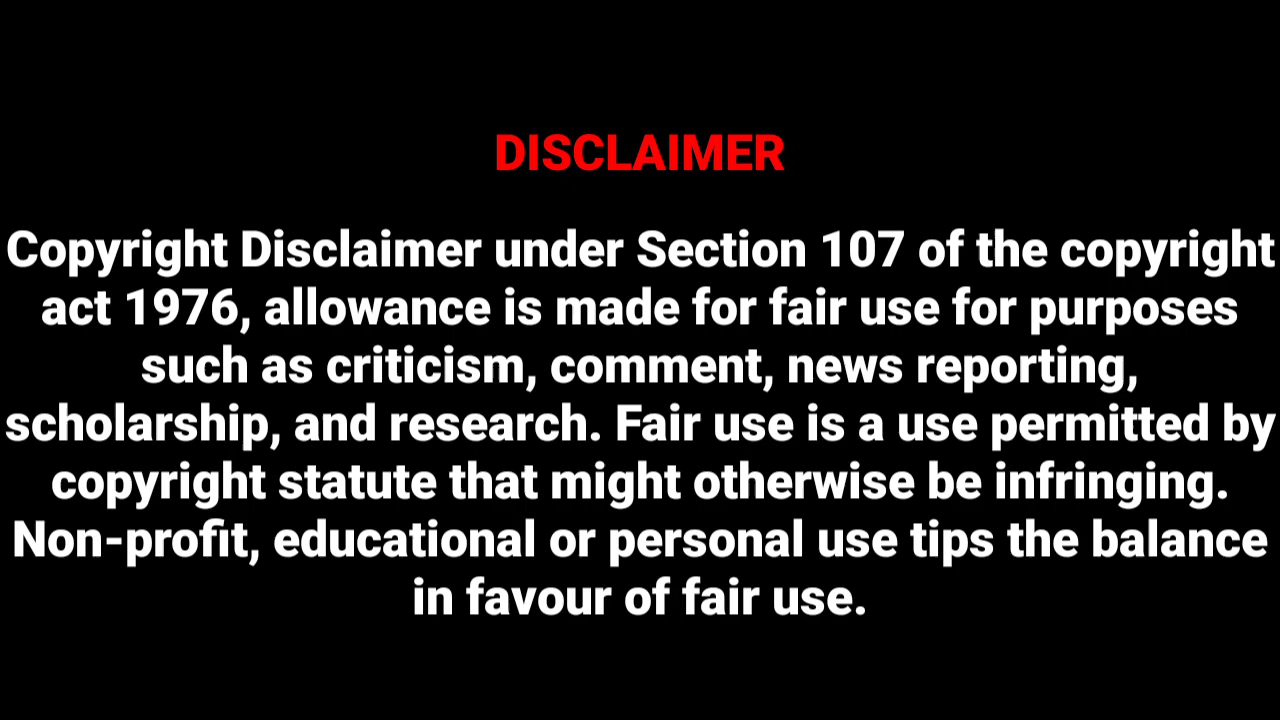 DISCLAIMER
Copyright Disclaimer under Section 107 of the copyright
act 1976, allowance is made for fair use for purposes
such as criticism, comment, news reporting,
scholarship, and research. Fair use is a use permitted by
copyright statute that might otherwise be infringing.
Non-profit, educational or personal use tips the balance
in favour of fair use.